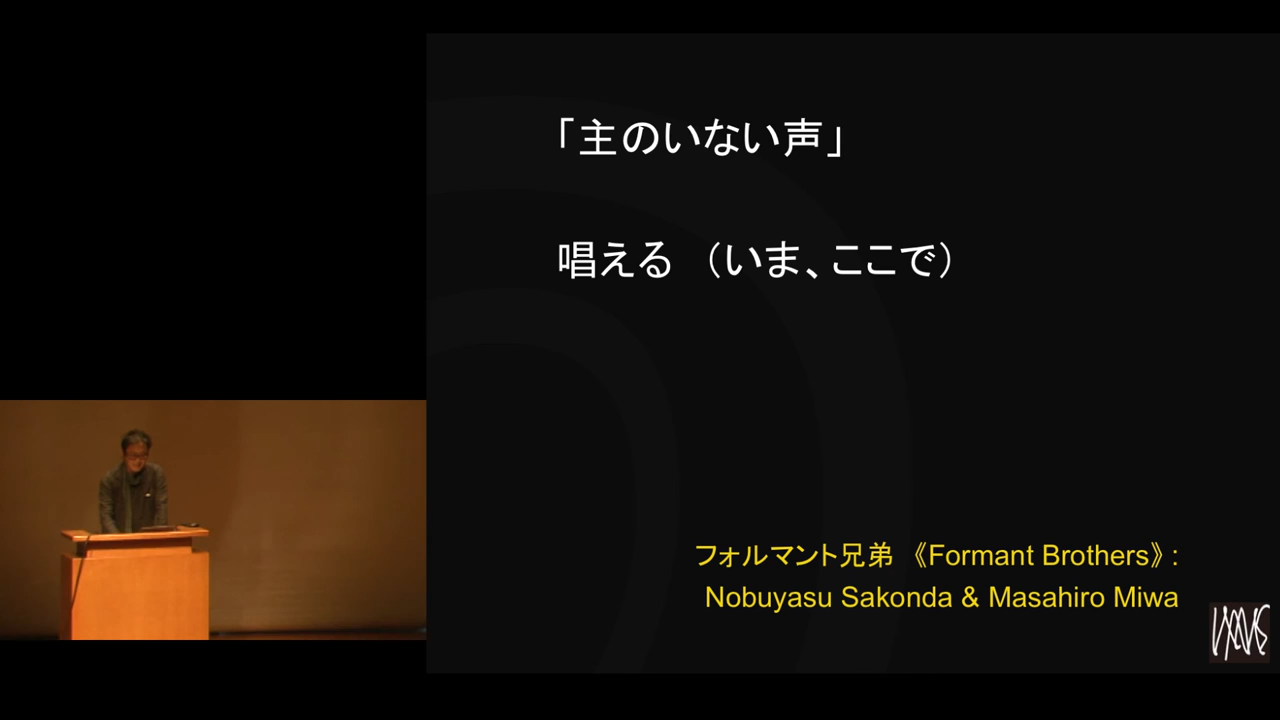 「主のいない声」
唱える （いま、ここで）
フォルマント兄弟 《Formant Brothers》 :
Nobuyasu Sakonda & Masahiro Miwa